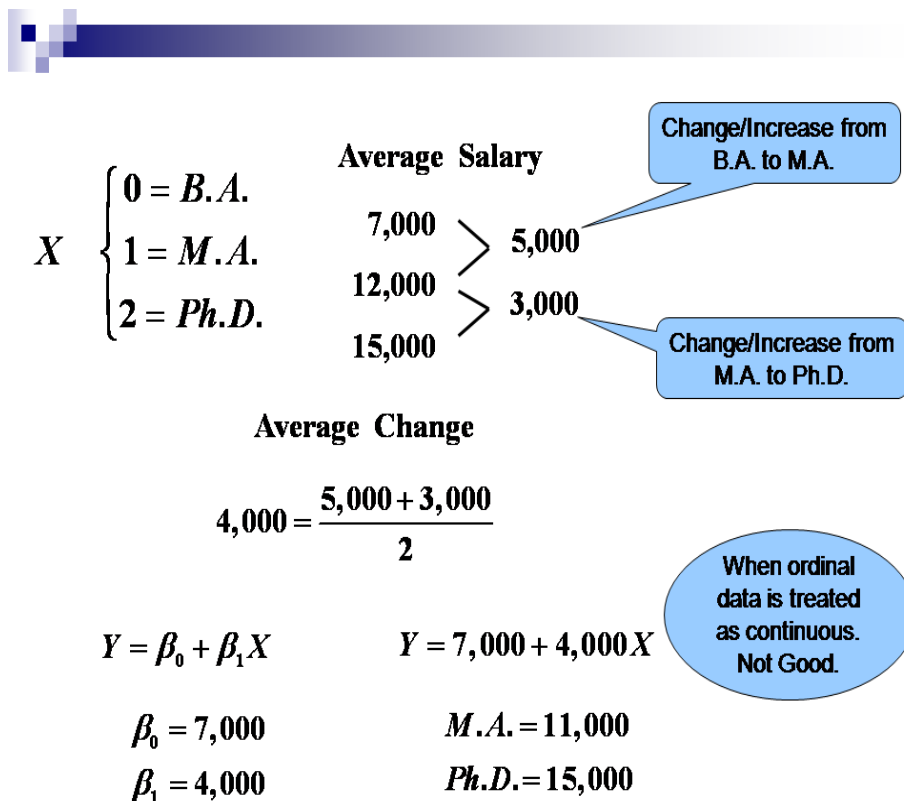 Change/Increase from
B.A. to M.A.
Average Salary
X { 0 = B.A.
1 = M.A.
2 = Ph.D.
7,000
5,000
12,000
3,000
15,000
Change/Increase from
M.A. to Ph.D.
Average Change
4,000 = (5,000 + 3,000) / 2
When ordinal
data is treated
as continuous.
Not Good.
Y = β₀ + β₁X
Y = 7,000 + 4,000X
β₀ = 7,000
M.A. = 11,000
β₁ = 4,000
Ph.D. = 15,000